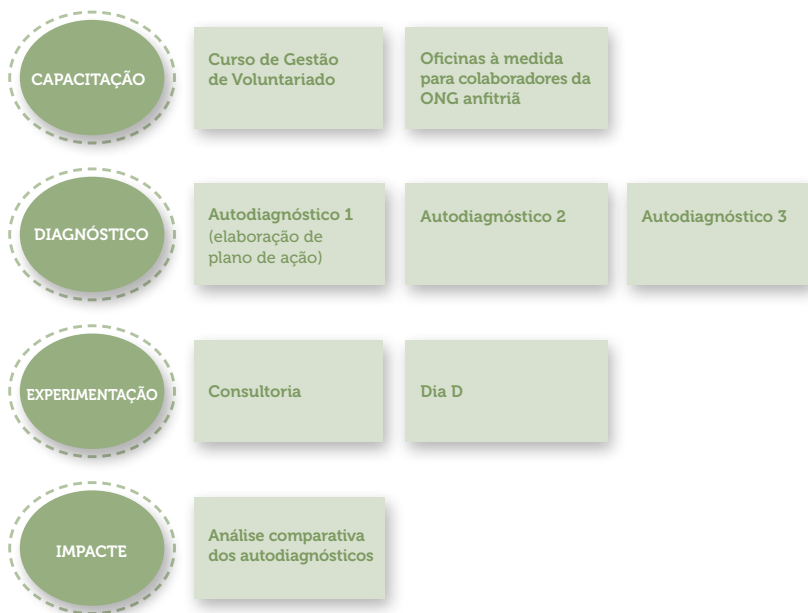 CAPACITAÇÃO
Curso de Gestão
de Voluntariado
Oficinas à medida
para colaboradores da
ONG anfitriã
DIAGNÓSTICO
Autodiagnóstico 1
(elaboração de
plano de ação)
Autodiagnóstico 2
Autodiagnóstico 3
EXPERIMENTAÇÃO
Consultoria
Dia D
IMPACTE
Análise comparativa
dos autodiagnósticos